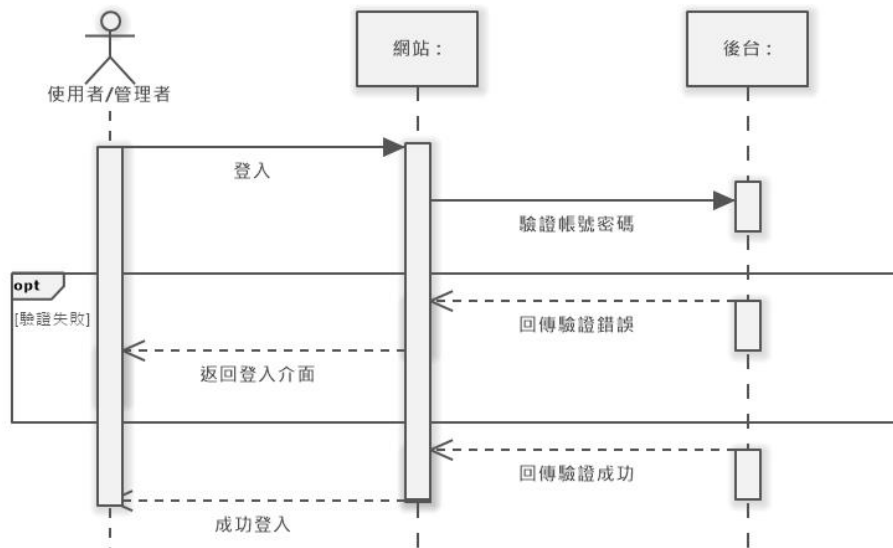 網站 :
後台 :
使用者/管理者
登入
驗證帳號密碼
opt
[驗證失敗]
回傳驗證錯誤
返回登入介面
回傳驗證成功
成功登入